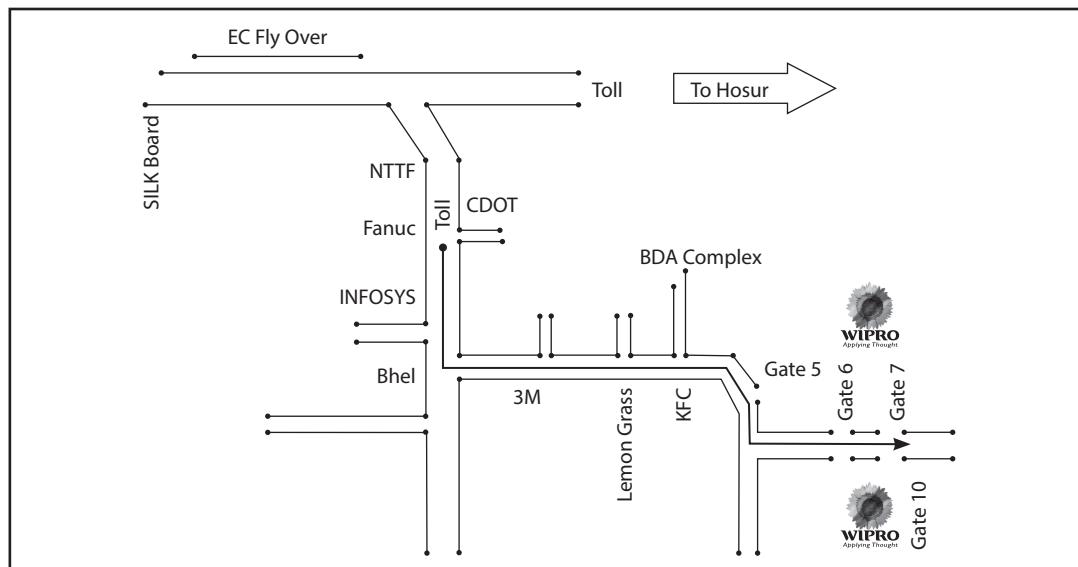 EC Fly Over
Toll
To Hosur
SILK Board
NTTF
CDOT
Toll
Fanuc
BDA Complex
INFOSYS
WIPRO
Applying Thought
Gate 5
Gate 6
Gate 7
Bhel
3M
Lemon Grass
KFC
WIPRO
Applying Thought
Gate 10